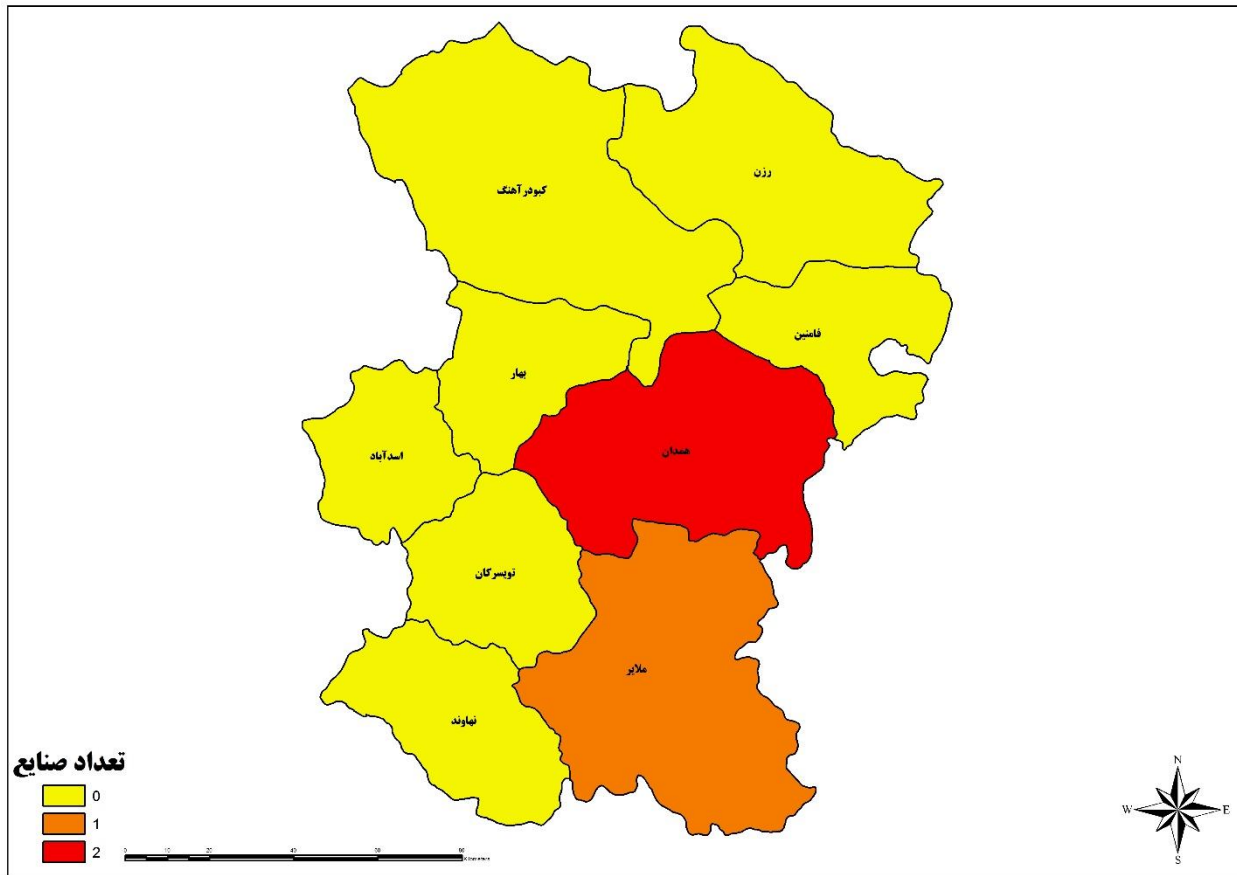 رزن
کبودرآهنگ
فامنین
بهار
همدان
اسدآباد
تویسرکان
ملایر
نهاوند
تعداد صنایع
0
1
2
N
W E
S